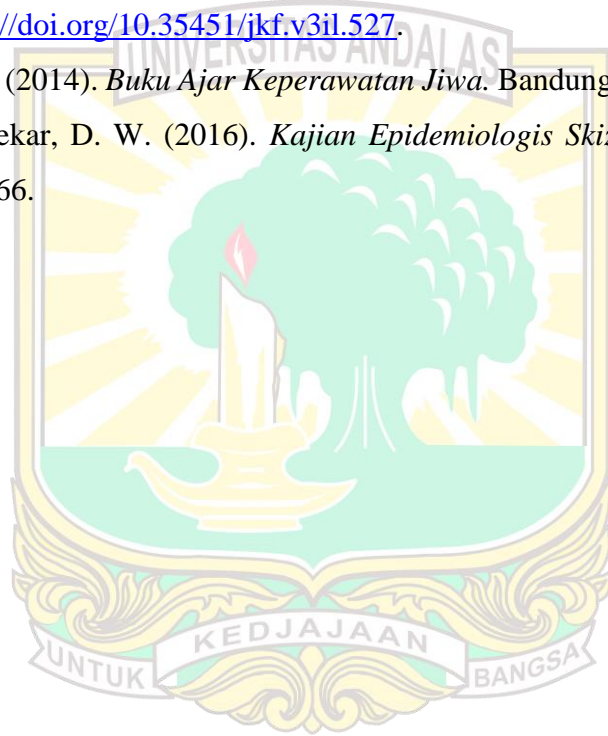 ://doi.org/10.35451/jkf.v3il.527.
UNIVERSITAS ANDALAS
(2014). Buku Ajar Keperawatan Jiwa. Bandung
ekar, D. W. (2016). Kajian Epidemiologis Skiz
66.
KEDJAJAAN
UNTUK
BANGSA